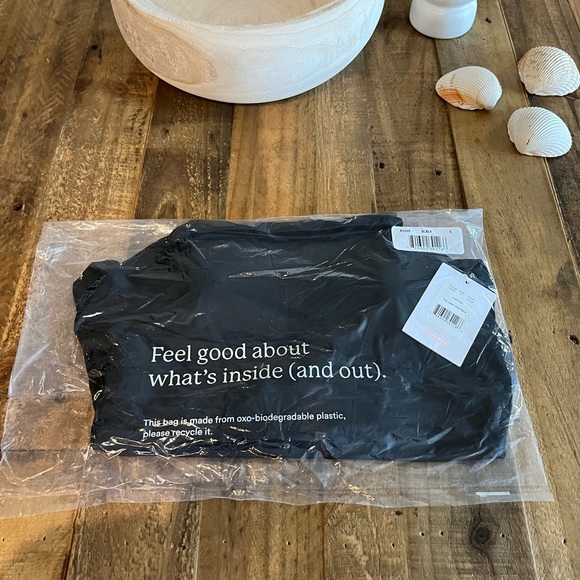 BLACK
Feel good about
what's inside (and out).
This bag is made from oxo-biodegradable plastic,
please recycle it.